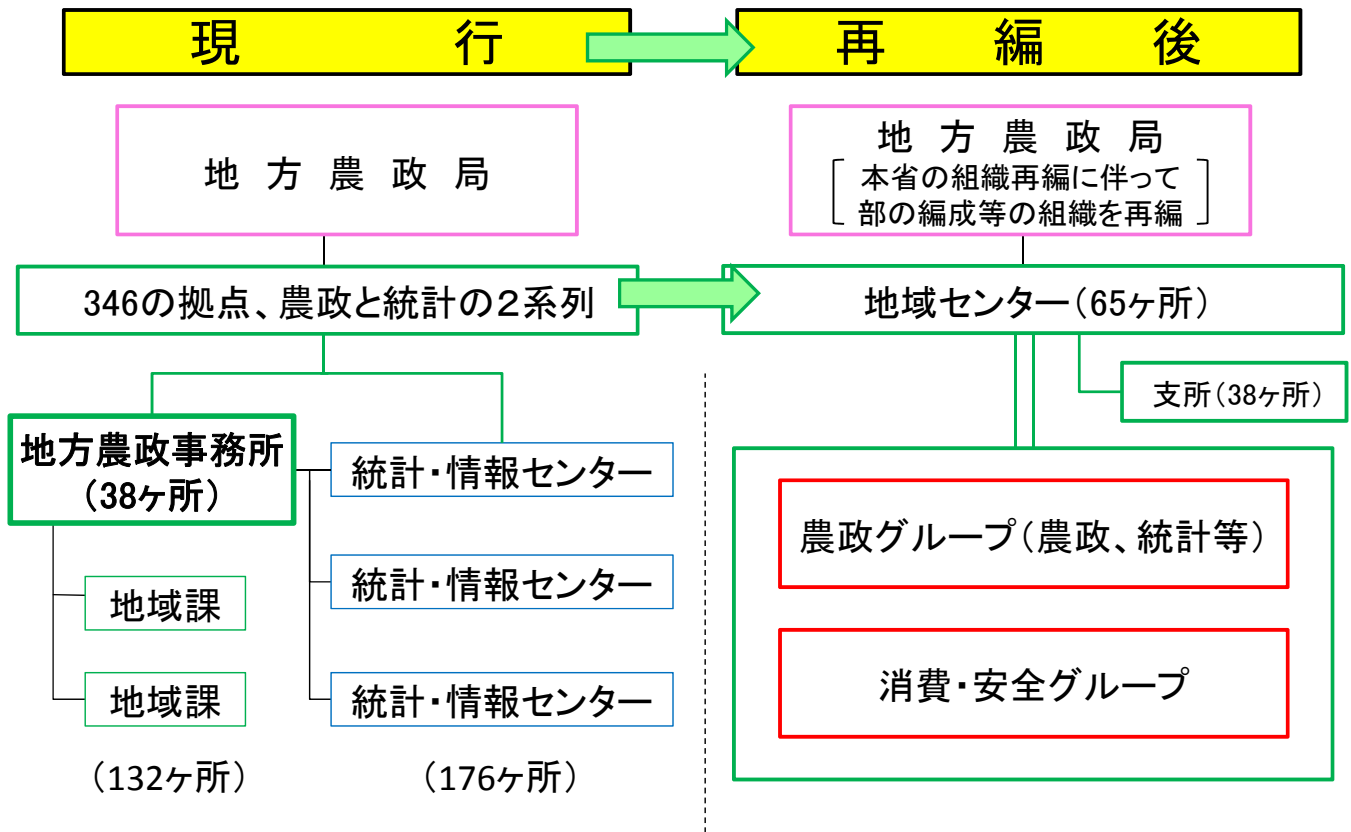 現行
再編後
地方農政局
346の拠点、農政と統計の２系列
地方農政事務所
（38ヶ所）
地域課
地域課
（132ヶ所）
統計・情報センター
統計・情報センター
統計・情報センター
（176ヶ所）
地方農政局
本省の組織再編に伴って
部の編成等の組織を再編
地域センター（65ヶ所）
支所（38ヶ所）
農政グループ（農政、統計等）
消費・安全グループ